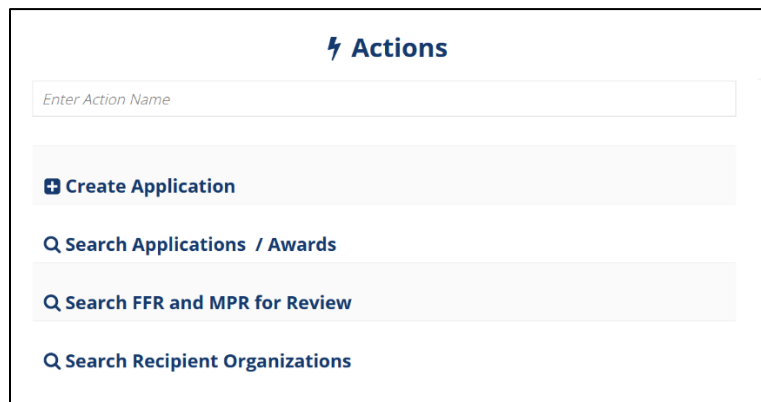 Actions
Enter Action Name
Create Application
Search Applications / Awards
Search FFR and MPR for Review
Search Recipient Organizations